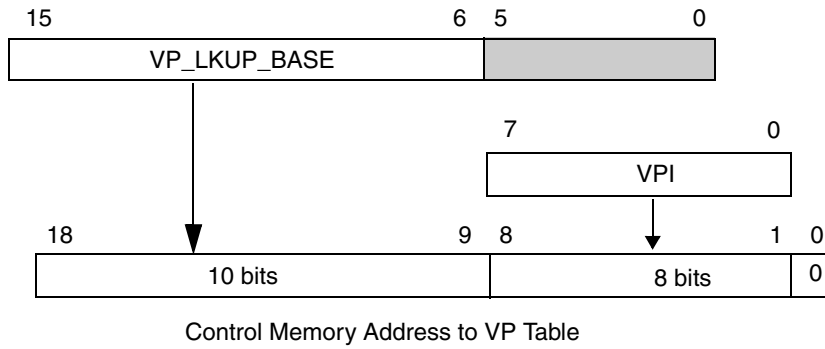 15 6 5 0
VP_LKUP_BASE
7 0
VPI
18 9 8 1 0
10 bits 8 bits 0
Control Memory Address to VP Table